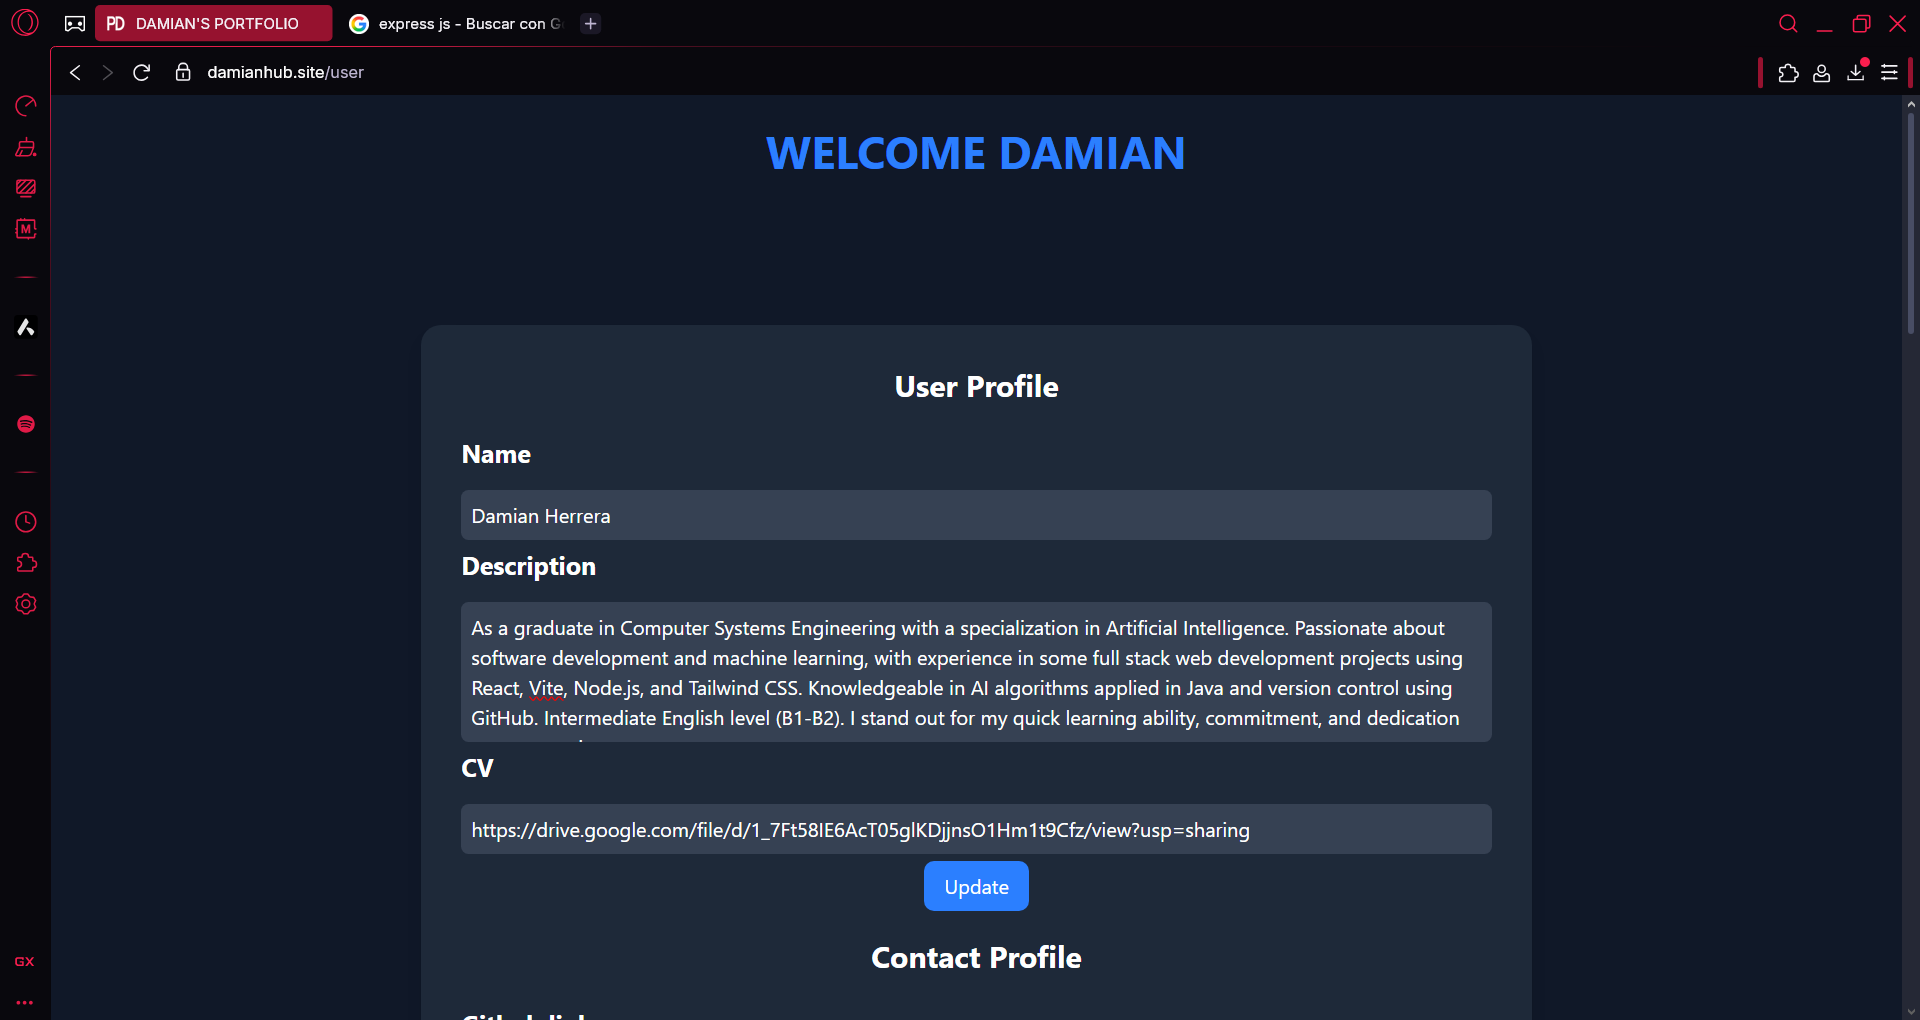 PD DAMIAN'S PORTFOLIO
express js - Buscar con G
damianhub.site/user
M
WELCOME DAMIAN
User Profile
Name
Damian Herrera
Description
As a graduate in Computer Systems Engineering with a specialization in Artificial Intelligence. Passionate about
software development and machine learning, with experience in some full stack web development projects using
React, Vite, Node.js, and Tailwind CSS. Knowledgeable in AI algorithms applied in Java and version control using
GitHub. Intermediate English level (B1-B2). I stand out for my quick learning ability, commitment, and dedication
CV
https://drive.google.com/file/d/1_7Ft58IE6AcT05glKDjjnsO1Hm1t9Cfz/view?usp=sharing
Update
Contact Profile
GX